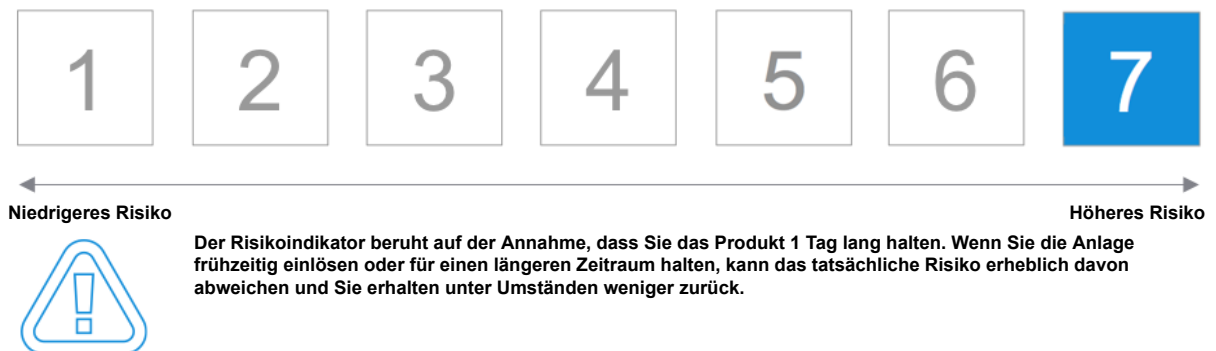 1 2 3 4 5 6 7
Niedrigeres Risiko Höheres Risiko
Der Risikoindikator beruht auf der Annahme, dass Sie das Produkt 1 Tag lang halten. Wenn Sie die Anlage
frühzeitig einlösen oder für einen längeren Zeitraum halten, kann das tatsächliche Risiko erheblich davon
abweichen und Sie erhalten unter Umständen weniger zurück.